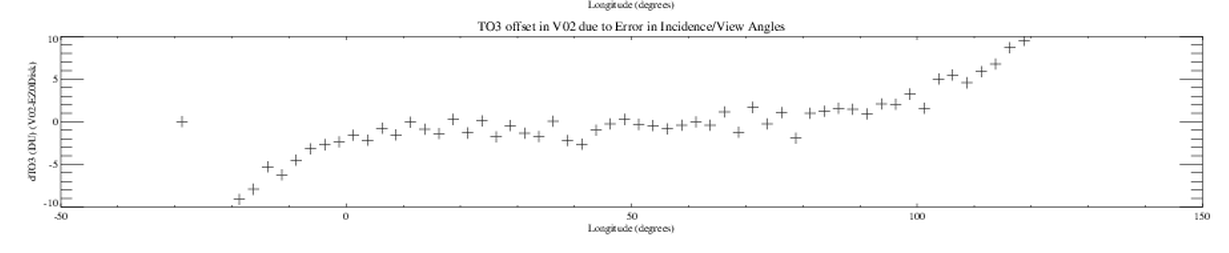 Longitude (degrees)
TO3 offset in V02 due to Error in Incidence/View Angles
dTO3 (DU) (V02-EZ0Disk)
10
5
0
-5
-10
-50
0
50
100
150
Longitude (degrees)